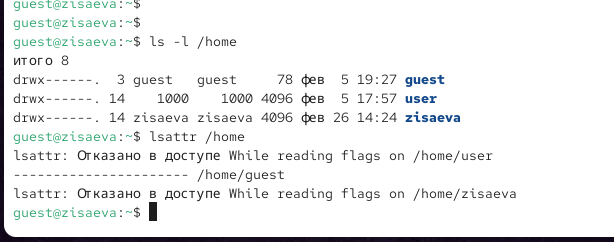 guest@zisaeva:~$
guest@zisaeva:~$
guest@zisaeva:~$ ls -l /home
итого 8
drwx------.  3 guest   guest     78 фев  5 19:27 guest
drwx------. 14    1000    1000 4096 фев  5 17:57 user
drwx------. 14 zisaeva zisaeva 4096 фев 26 14:24 zisaeva
guest@zisaeva:~$ lsattr /home
lsattr: Отказано в доступе While reading flags on /home/user
---------------------- /home/guest
lsattr: Отказано в доступе While reading flags on /home/zisaeva
guest@zisaeva:~$